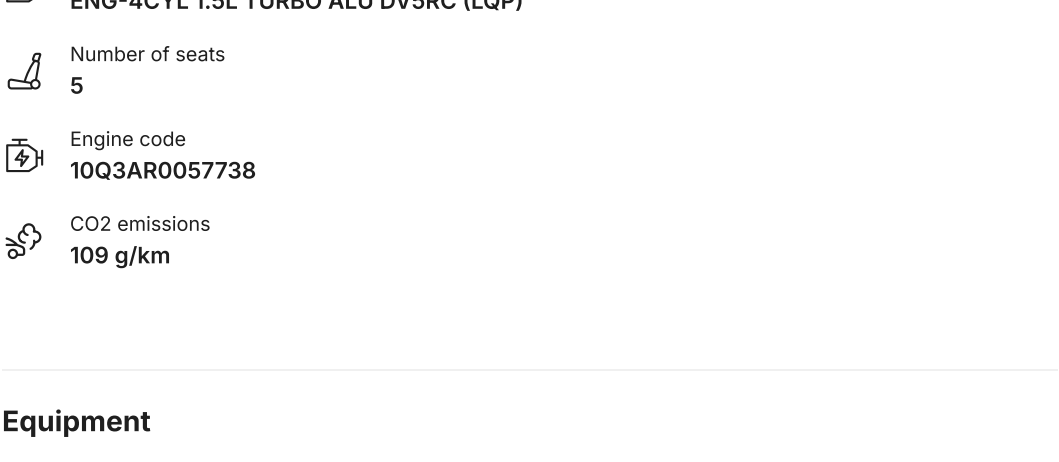 ENG-4CYL 1.5L TURBO ALU DV5RC (LQP)
Number of seats
5
Engine code
10Q3AR0057738
CO2 emissions
109 g/km
Equipment